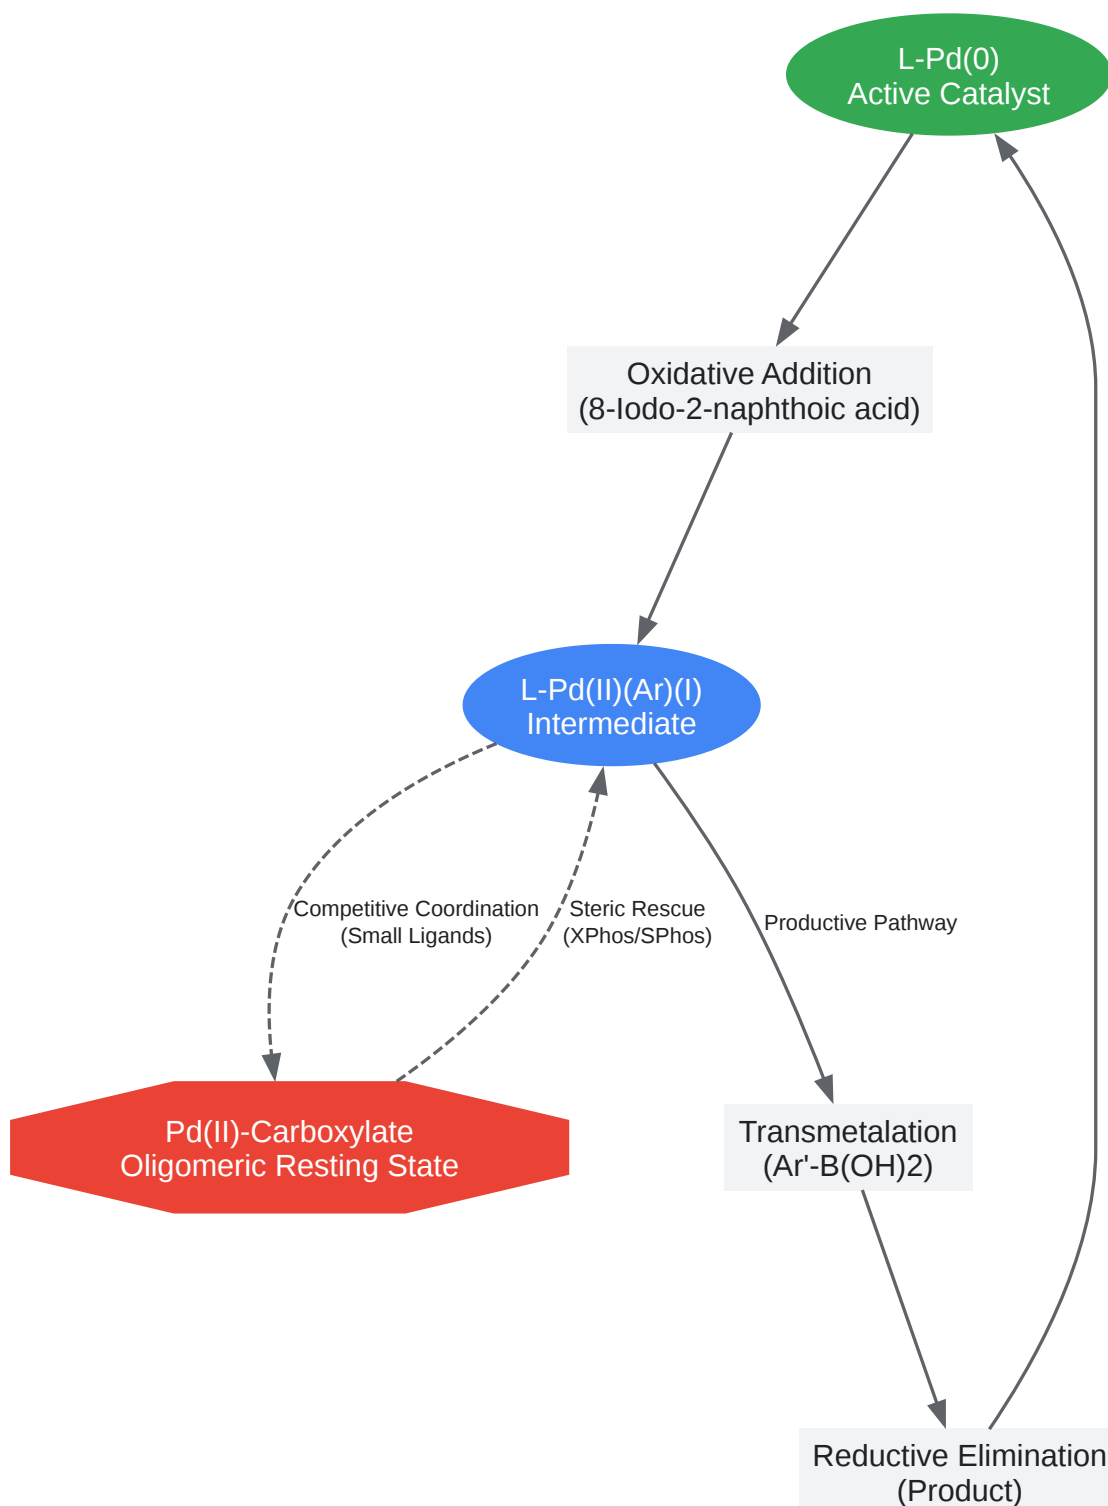 L-Pd(0)
Active Catalyst
Oxidative Addition
(8-Iodo-2-naphthoic acid)
L-Pd(II)(Ar)(I)
Intermediate
Competitive Coordination
(Small Ligands)
Steric Rescue
(XPhos/SPhos)
Productive Pathway
Pd(II)-Carboxylate
Oligomeric Resting State
Transmetalation
(Ar'-B(OH)2)
Reductive Elimination
(Product)